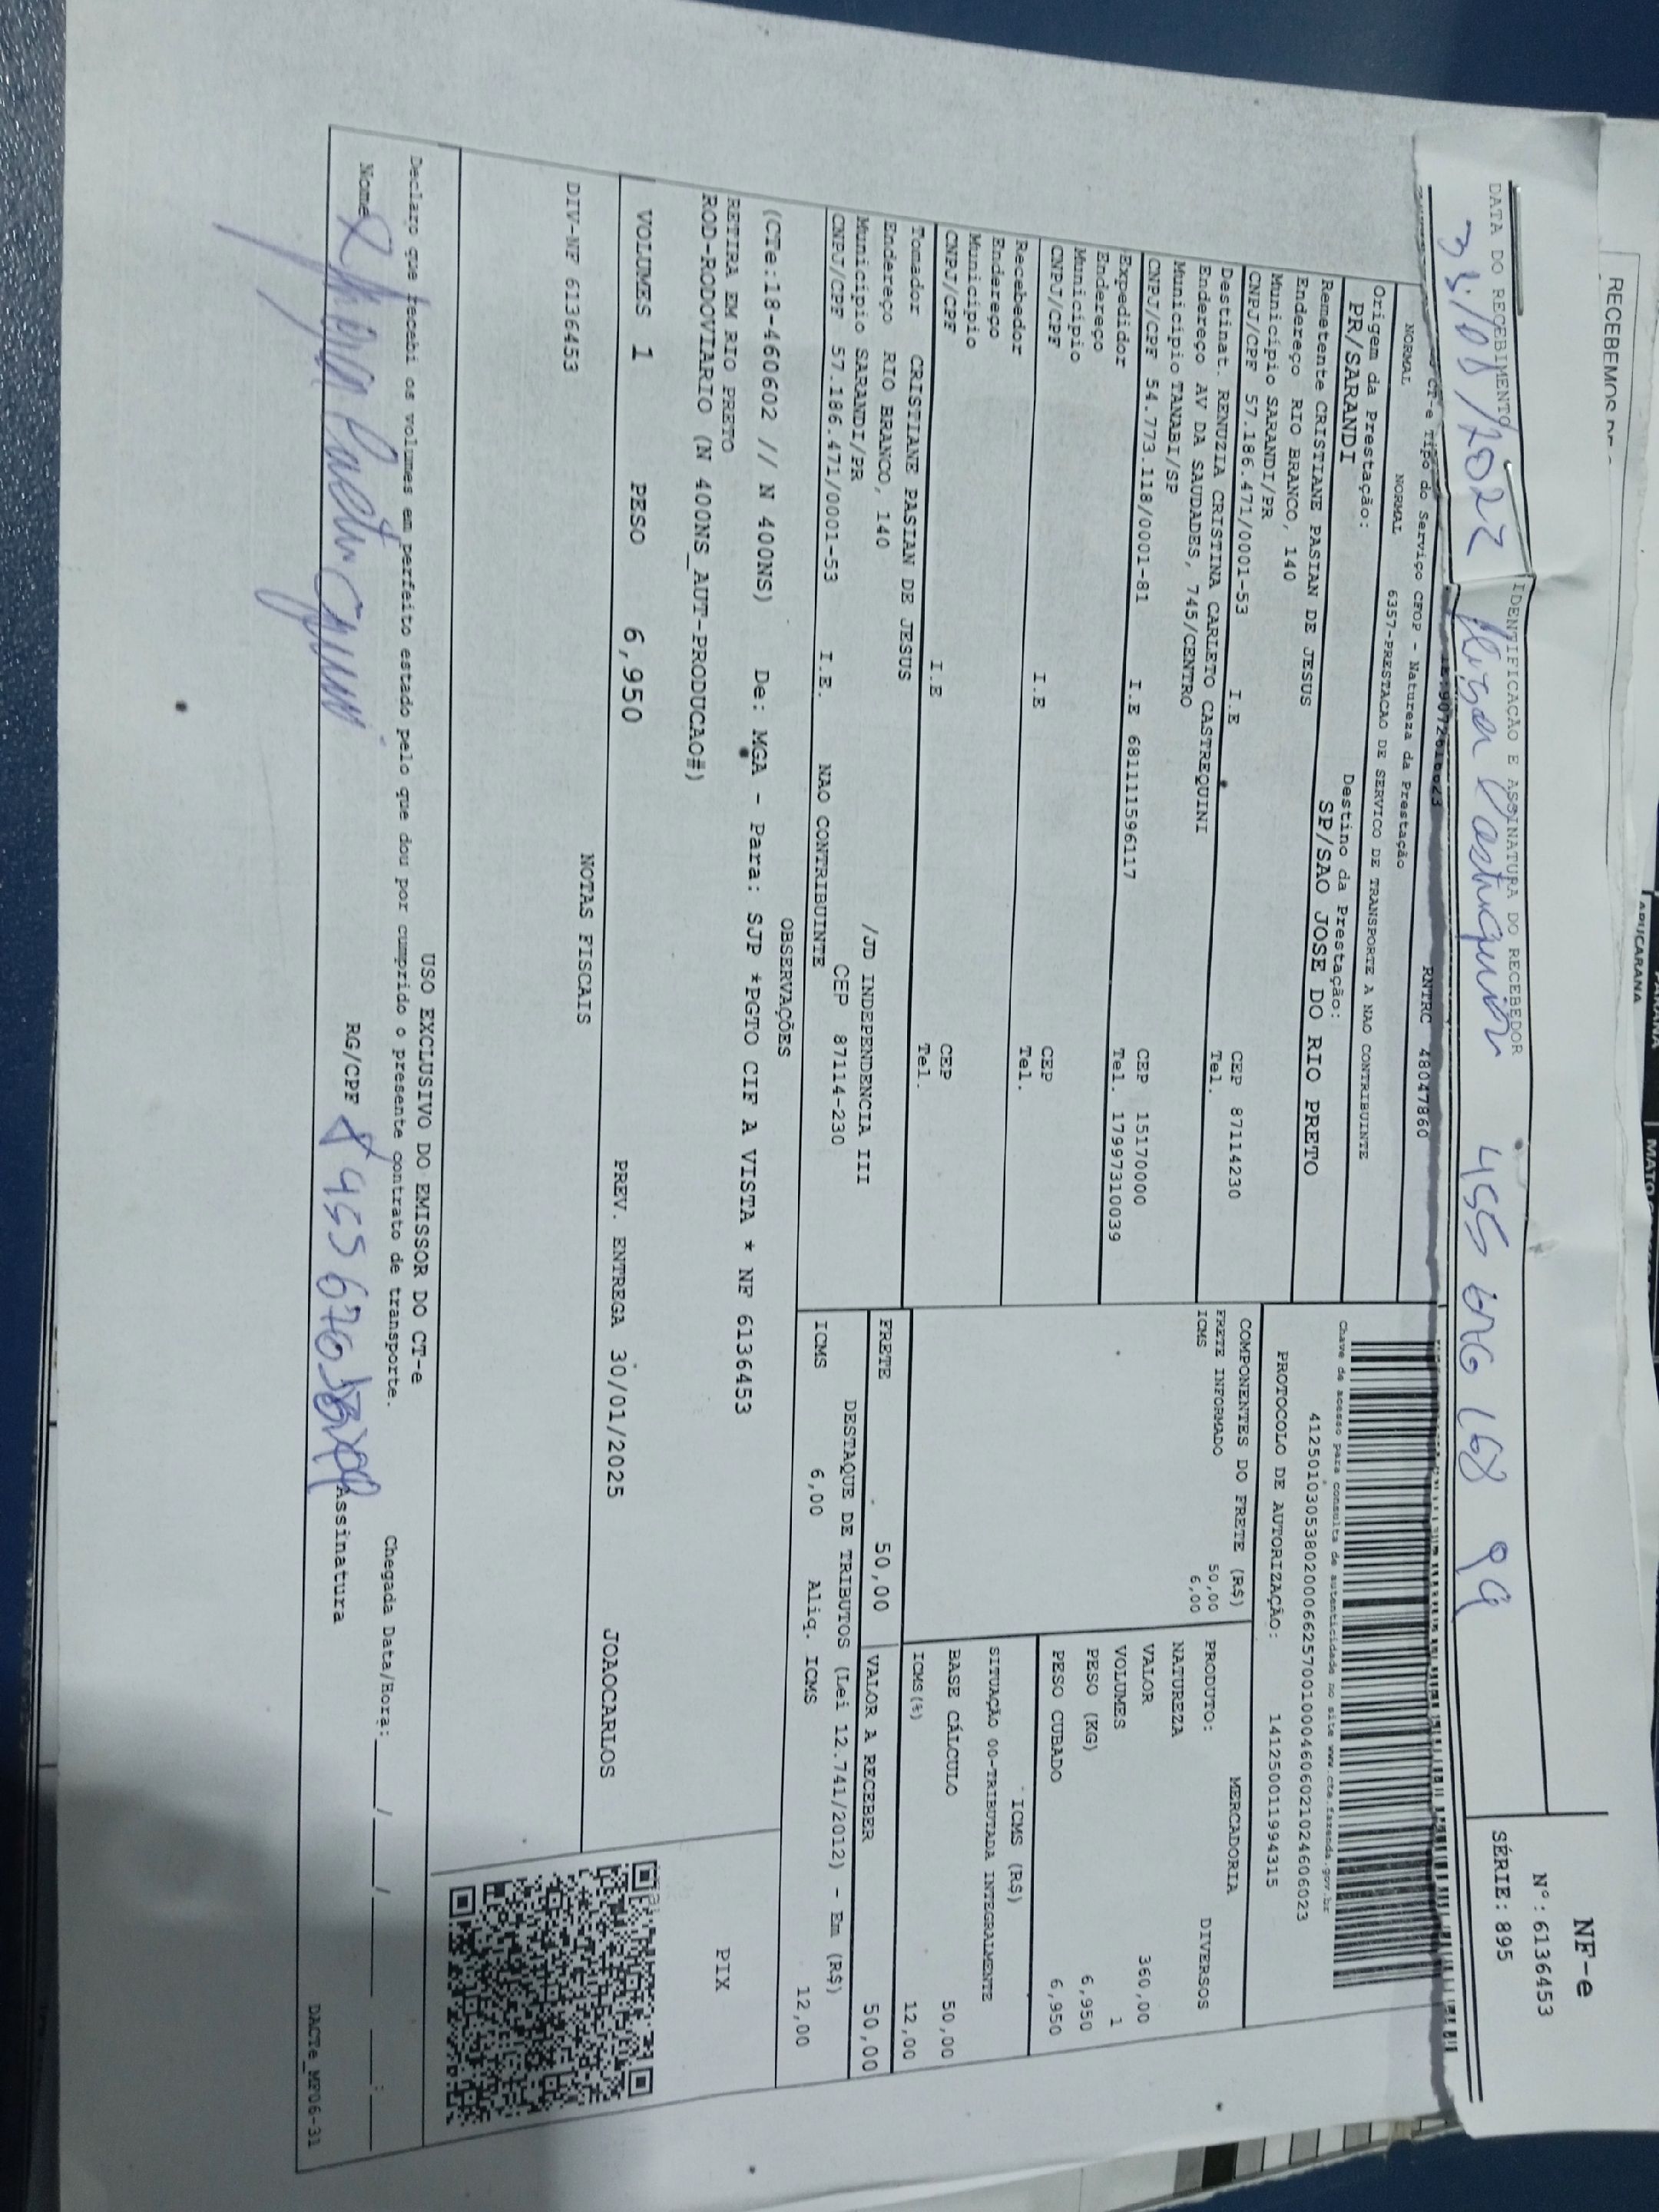 RECEBEMOS DE
NF-e
Nº: 6136453
SÉRIE: 895
DATA DO RECEBIMENTO
IDENTIFICAÇÃO E ASSINATURA DO RECEBEDOR
CT-e Tipo do Serviço CFOP - Natureza da Prestação
RNTRC 48047860
NORMAL NORMAL 6357-PRESTACAO DE SERVICO DE TRANSPORTE A NAO CONTRIBUINTE
Origem da Prestação: Destino da Prestação:
PR/SARANDI SP/SAO JOSE DO RIO PRETO
Chave de acesso para consulta de autenticidade no site www.cte.fazenda.gov.br
41250103053802000662570010004606021024606023
PROTOCOLO DE AUTORIZAÇÃO: 141250011994315
Remetente CRISTIANE PASIAN DE JESUS
Endereço RIO BRANCO, 140
Municipio SARANDI/PR CEP 87114230
CNPJ/CPF 57.186.471/0001-53 I.E Tel.
Destinat. RENUZIA CRISTINA CARLETO CASTREQUINI
Endereço AV DA SAUDADES, 745/CENTRO
Municipio TANABI/SP CEP 15170000
CNPJ/CPF 54.773.118/0001-81 I.E 681111596117 Tel. 17997310039
Expedidor
Endereço
Municipio CEP
CNPJ/CPF I.E Tel.
Recebedor
Endereço
Municipio CEP
CNPJ/CPF I.E Tel.
Tomador CRISTIANE PASIAN DE JESUS
Endereço RIO BRANCO, 140 /JD INDEPENDENCIA III
Municipio SARANDI/PR CEP 87114-230
CNPJ/CPF 57.186.471/0001-53 I.E. NAO CONTRIBUINTE
COMPONENTES DO FRETE (R$)
FRETE INFORMADO 50,00
ICMS 6,00
MERCADORIA
PRODUTO: DIVERSOS
NATUREZA
VALOR 360,00
VOLUMES 1
PESO (KG) 6,950
PESO CUBADO 6,950
ICMS (R$)
SITUAÇÃO 00-TRIBUTADA INTEGRALMENTE
BASE CÁLCULO 50,00
ICMS(%) 12,00
FRETE 50,00 VALOR A RECEBER 50,00
DESTAQUE DE TRIBUTOS (Lei 12.741/2012) - Em (R$)
ICMS 6,00 Aliq. ICMS 12,00
OBSERVAÇÕES
(CTe:18-460602 // N 400NS) De: MGA - Para: SJP *PGTO CIF A VISTA * NF 6136453
RETIRA EM RIO PRETO
ROD-RODOVIARIO (N 400NS_AUT-PRODUCAO#)
PIX
VOLUMES 1 PESO 6,950 PREV. ENTREGA 30/01/2025 JOAOCARLOS
NOTAS FISCAIS
DIV-NF 6136453
USO EXCLUSIVO DO EMISSOR DO CT-e
Declaro que recebi os volumes em perfeito estado pelo que dou por cumprido o presente contrato de transporte. Chegada Data/Hora: ____/____/______ ___:___
Nome RG/CPF Assinatura
DACTe_MF06-31